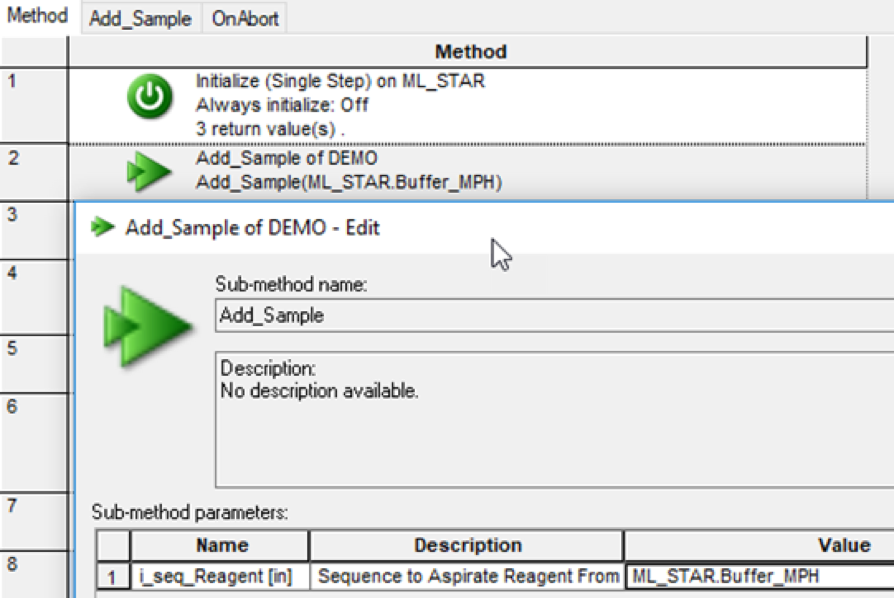 Method Add_Sample OnAbort
Method
1
Initialize (Single Step) on ML_STAR
Always initialize: Off
3 return value(s) .
2
Add_Sample of DEMO
Add_Sample(ML_STAR.Buffer_MPH)
3
Add_Sample of DEMO - Edit
4
Sub-method name:
Add_Sample
5
Description:
No description available.
6
7
Sub-method parameters:
Name Description Value
8
1 i_seq_Reagent [in] Sequence to Aspirate Reagent From ML_STAR.Buffer_MPH